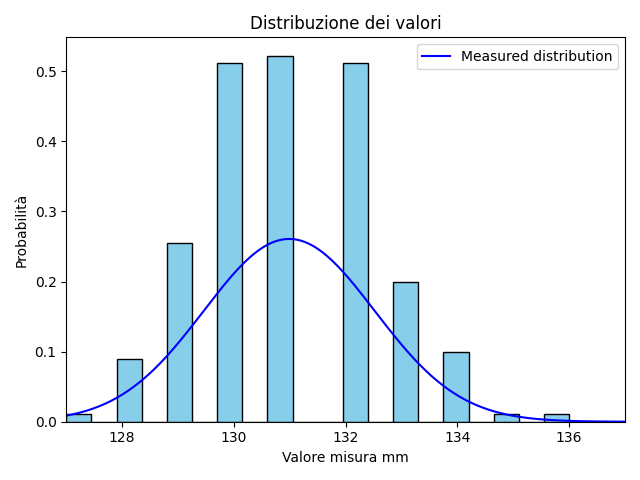 Distribuzione dei valori
Measured distribution
Probabilità
0.5
0.4
0.3
0.2
0.1
0.0
128 130 132 134 136
Valore misura mm